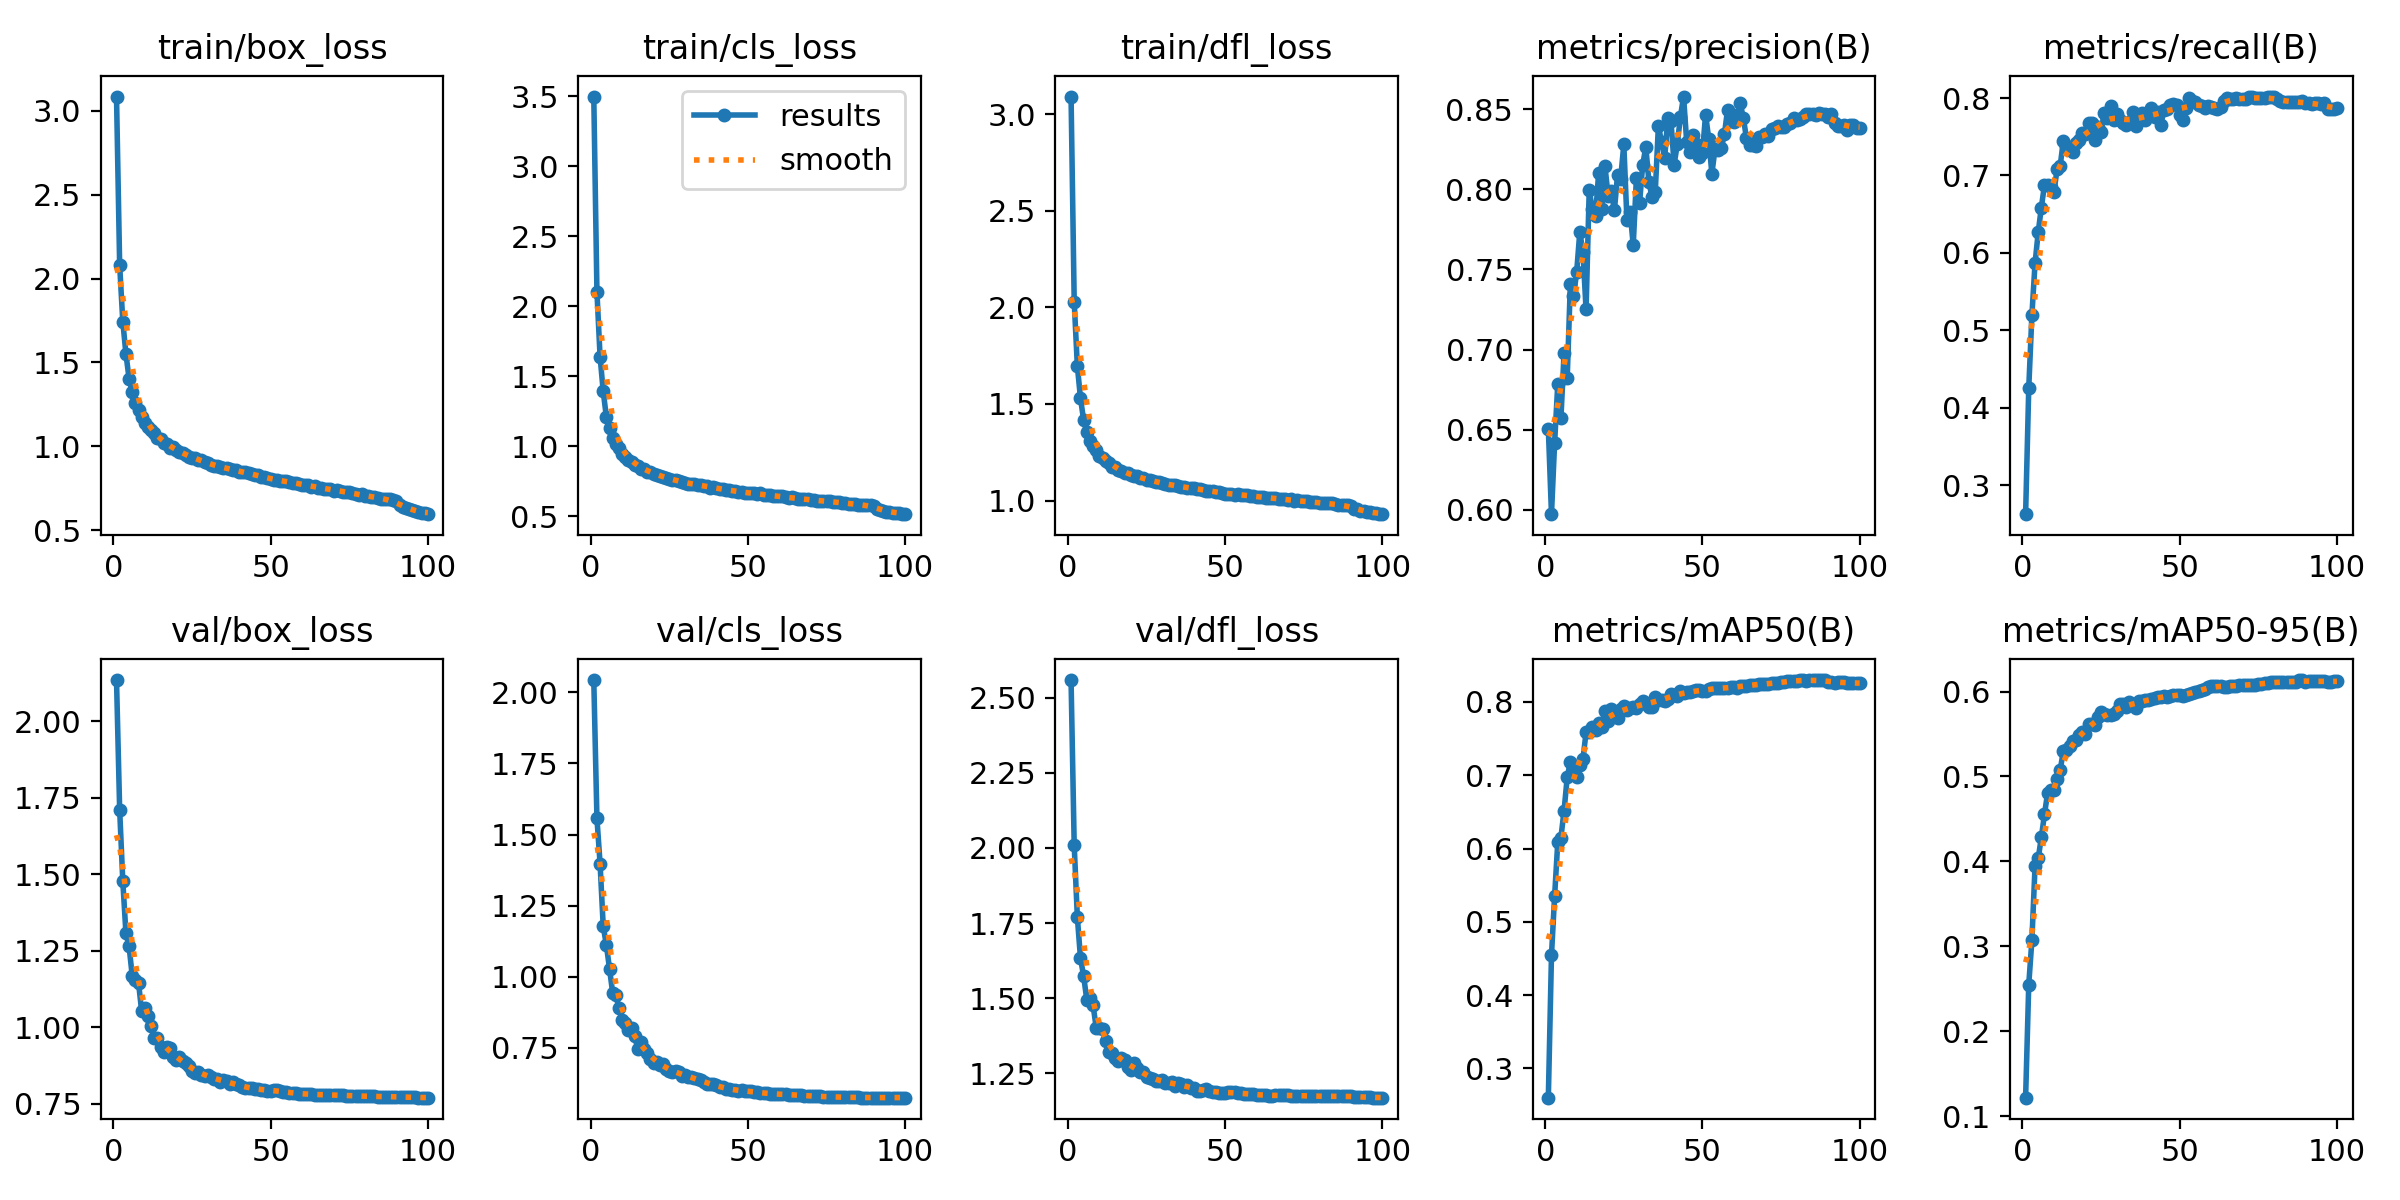 train/box_loss
3.0
2.5
2.0
1.5
1.0
0.5
0 50 100
train/cls_loss
results
smooth
3.5
3.0
2.5
2.0
1.5
1.0
0.5
0 50 100
train/dfl_loss
3.0
2.5
2.0
1.5
1.0
0 50 100
metrics/precision(B)
0.85
0.80
0.75
0.70
0.65
0.60
0 50 100
metrics/recall(B)
0.8
0.7
0.6
0.5
0.4
0.3
0 50 100
val/box_loss
2.00
1.75
1.50
1.25
1.00
0.75
0 50 100
val/cls_loss
2.00
1.75
1.50
1.25
1.00
0.75
0 50 100
val/dfl_loss
2.50
2.25
2.00
1.75
1.50
1.25
0 50 100
metrics/mAP50(B)
0.8
0.7
0.6
0.5
0.4
0.3
0 50 100
metrics/mAP50-95(B)
0.6
0.5
0.4
0.3
0.2
0.1
0 50 100